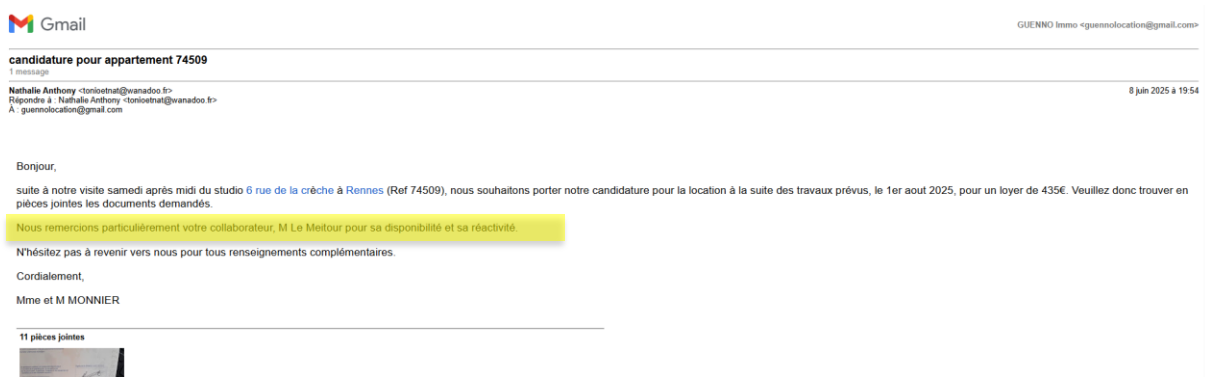 Gmail
GUENNO Immo <guennolocation@gmail.com>
candidature pour appartement 74509
1 message
Nathalie Anthony <tonioetnat@wanadoo.fr>
8 juin 2025 à 19:54
Répondre à : Nathalie Anthony <tonioetnat@wanadoo.fr>
À : guennolocation@gmail.com
Bonjour,
suite à notre visite samedi après midi du studio 6 rue de la crèche à Rennes (Ref 74509), nous souhaitons porter notre candidature pour la location à la suite des travaux prévus, le 1er aout 2025, pour un loyer de 435€. Veuillez donc trouver en
pièces jointes les documents demandés.
Nous remercions particulièrement votre collaborateur, M Le Meitour pour sa disponibilité et sa réactivité.
N'hésitez pas à revenir vers nous pour tous renseignements complémentaires.
Cordialement,
Mme et M MONNIER
11 pièces jointes